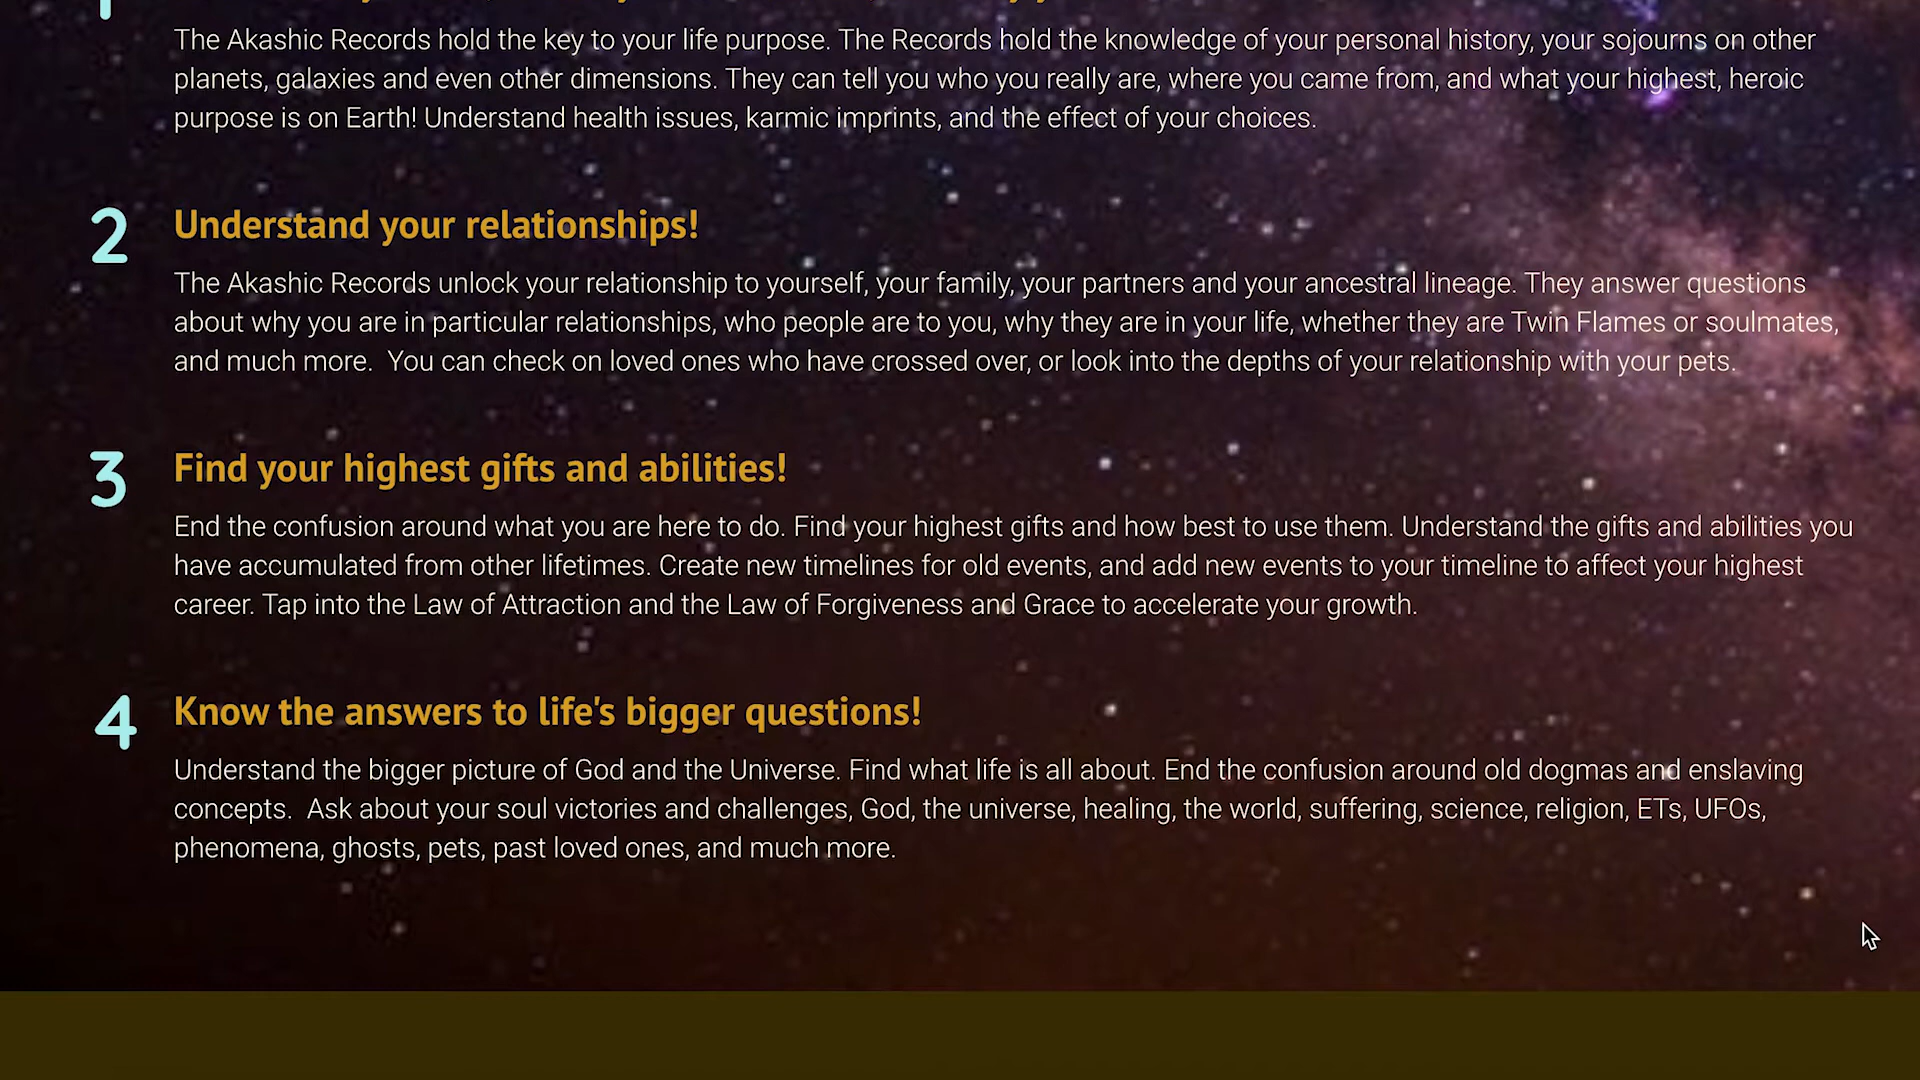 The Akashic Records hold the key to your life purpose. The Records hold the knowledge of your personal history, your sojourns on other
planets, galaxies and even other dimensions. They can tell you who you really are, where you came from, and what your highest, heroic
purpose is on Earth! Understand health issues, karmic imprints, and the effect of your choices.
2 Understand your relationships!
The Akashic Records unlock your relationship to yourself, your family, your partners and your ancestral lineage. They answer questions
about why you are in particular relationships, who people are to you, why they are in your life, whether they are Twin Flames or soulmates,
and much more.  You can check on loved ones who have crossed over, or look into the depths of your relationship with your pets.
3 Find your highest gifts and abilities!
End the confusion around what you are here to do. Find your highest gifts and how best to use them. Understand the gifts and abilities you
have accumulated from other lifetimes. Create new timelines for old events, and add new events to your timeline to affect your highest
career. Tap into the Law of Attraction and the Law of Forgiveness and Grace to accelerate your growth.
4 Know the answers to life's bigger questions!
Understand the bigger picture of God and the Universe. Find what life is all about. End the confusion around old dogmas and enslaving
concepts.  Ask about your soul victories and challenges, God, the universe, healing, the world, suffering, science, religion, ETs, UFOs,
phenomena, ghosts, pets, past loved ones, and much more.